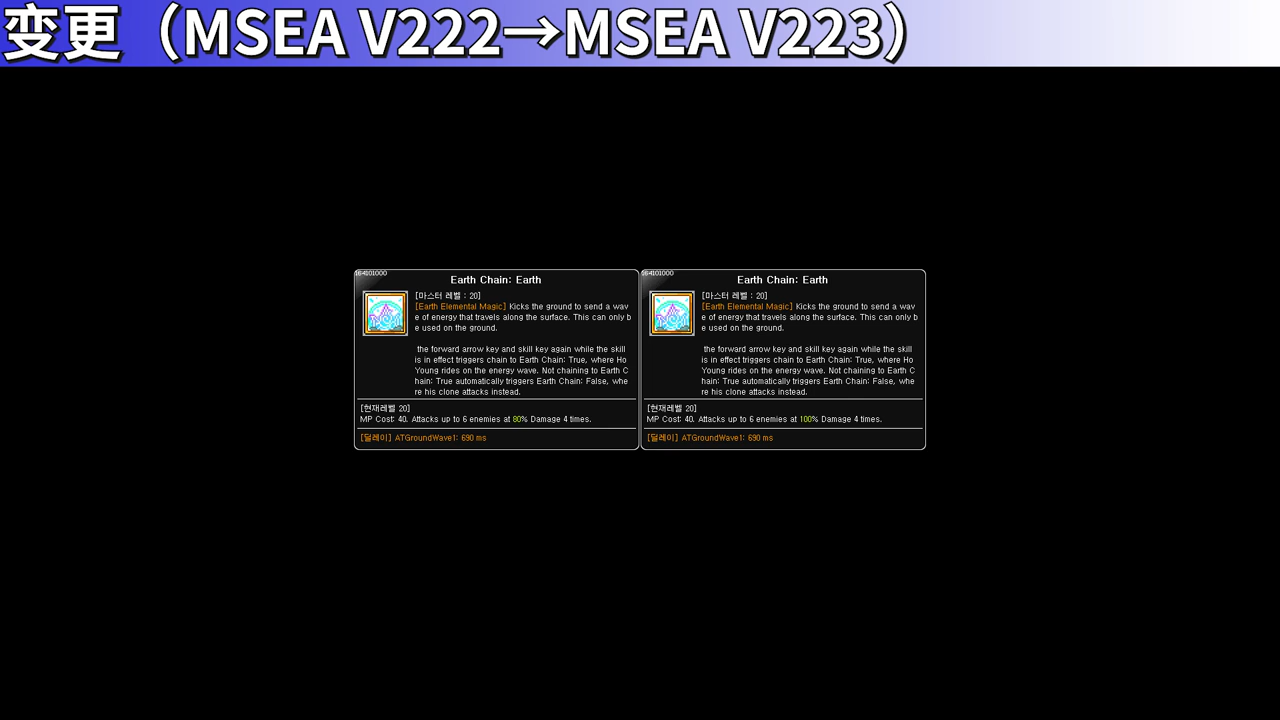 变更（MSEA V222→MSEA V223）
164101000
Earth Chain: Earth
[마스터 레벨 : 20]
[Earth Elemental Magic] Kicks the ground to send a wav
e of energy that travels along the surface. This can only b
e used on the ground.
the forward arrow key and skill key again while the skill
is in effect triggers chain to Earth Chain: True, where Ho
Young rides on the energy wave. Not chaining to Earth C
hain: True automatically triggers Earth Chain: False, whe
re his clone attacks instead.
[현재레벨 20]
MP Cost: 40. Attacks up to 6 enemies at 80% Damage 4 times.
[딜레이] ATGroundWave1: 690 ms
164101000
Earth Chain: Earth
[마스터 레벨 : 20]
[Earth Elemental Magic] Kicks the ground to send a wav
e of energy that travels along the surface. This can only b
e used on the ground.
the forward arrow key and skill key again while the skill
is in effect triggers chain to Earth Chain: True, where Ho
Young rides on the energy wave. Not chaining to Earth C
hain: True automatically triggers Earth Chain: False, whe
re his clone attacks instead.
[현재레벨 20]
MP Cost: 40. Attacks up to 6 enemies at 100% Damage 4 times.
[딜레이] ATGroundWave1: 690 ms